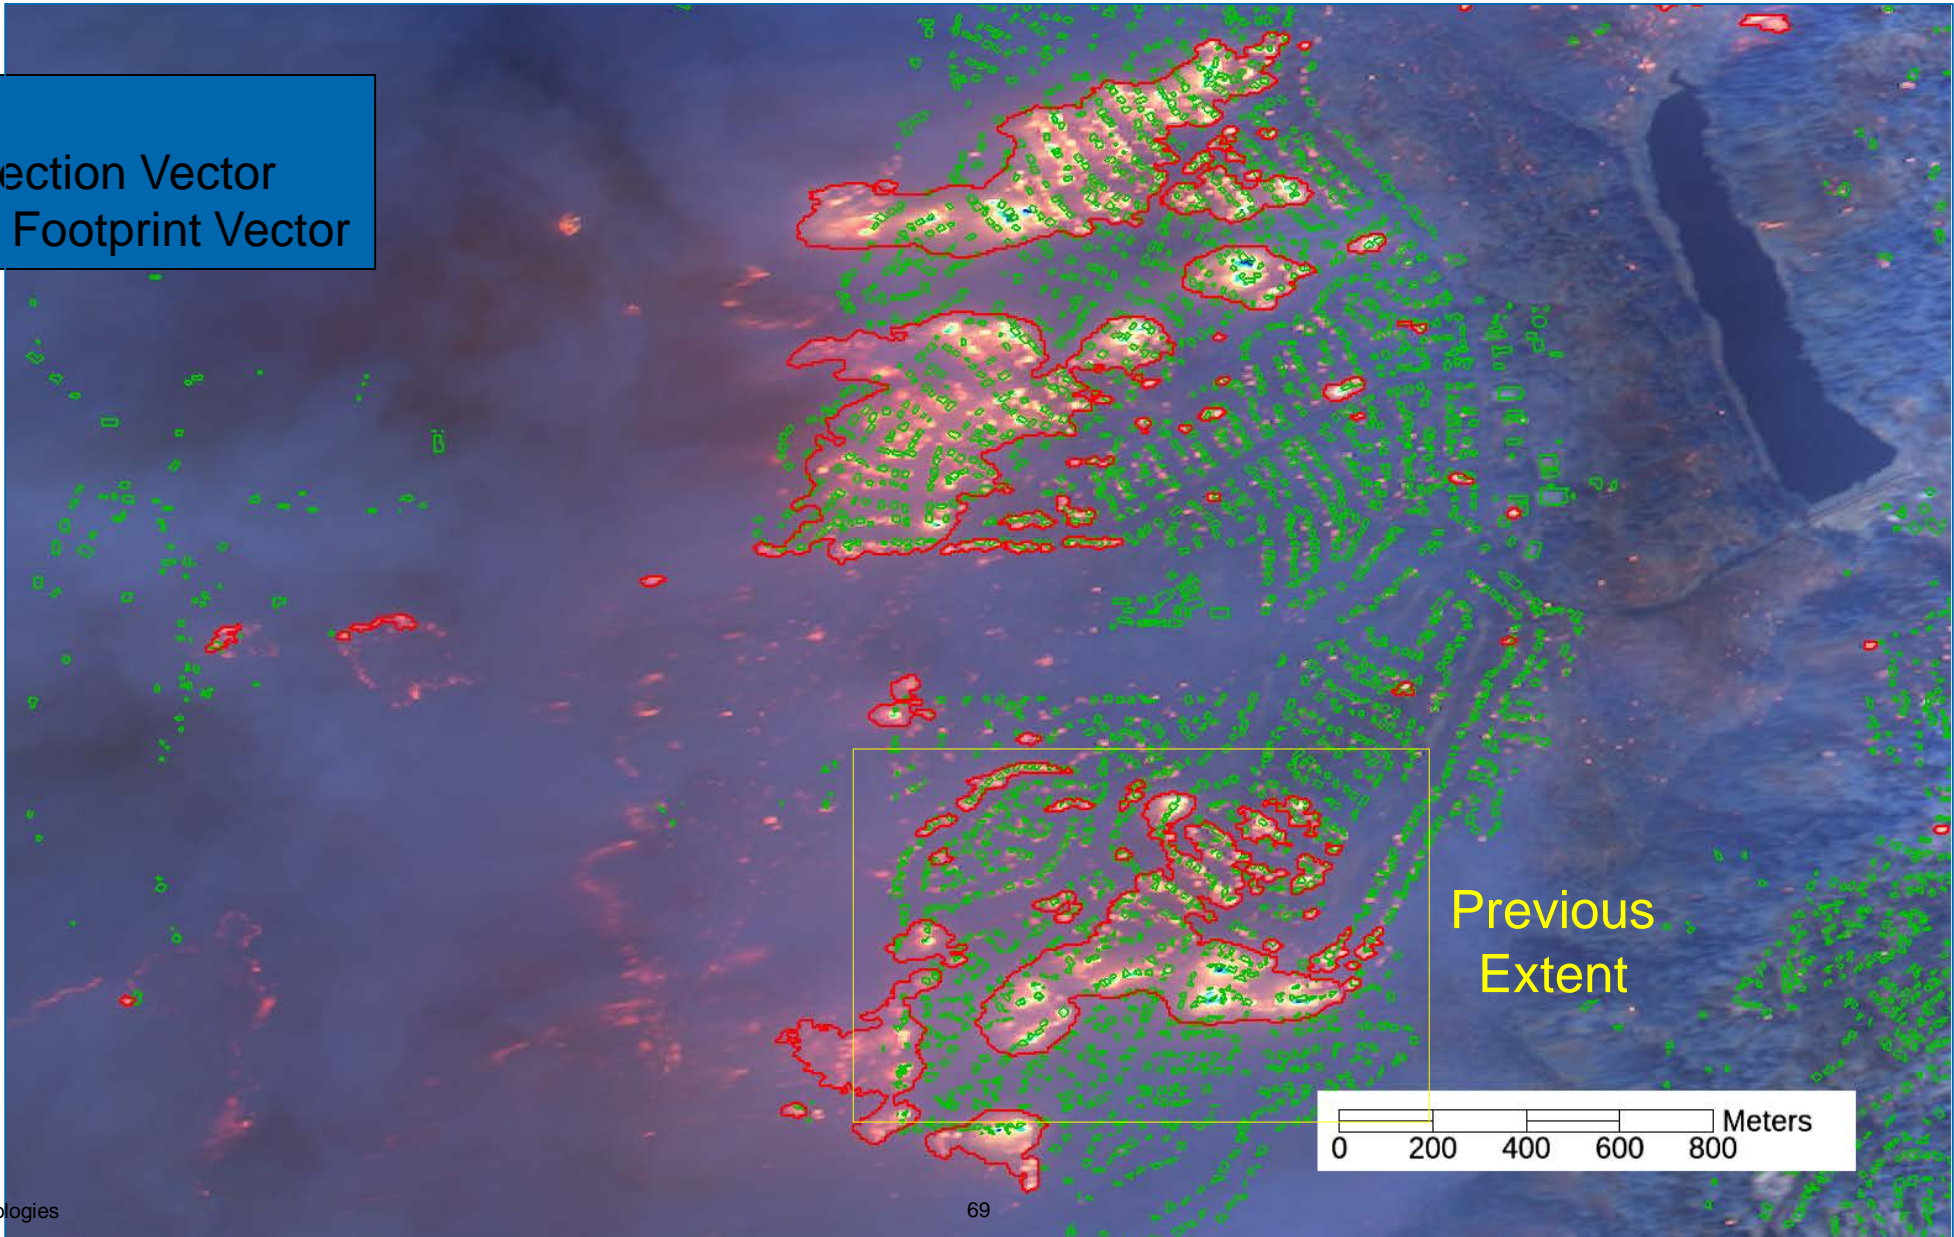 ection Vector
Footprint Vector
Previous
Extent
Meters
0 200 400 600 800
ologies
69